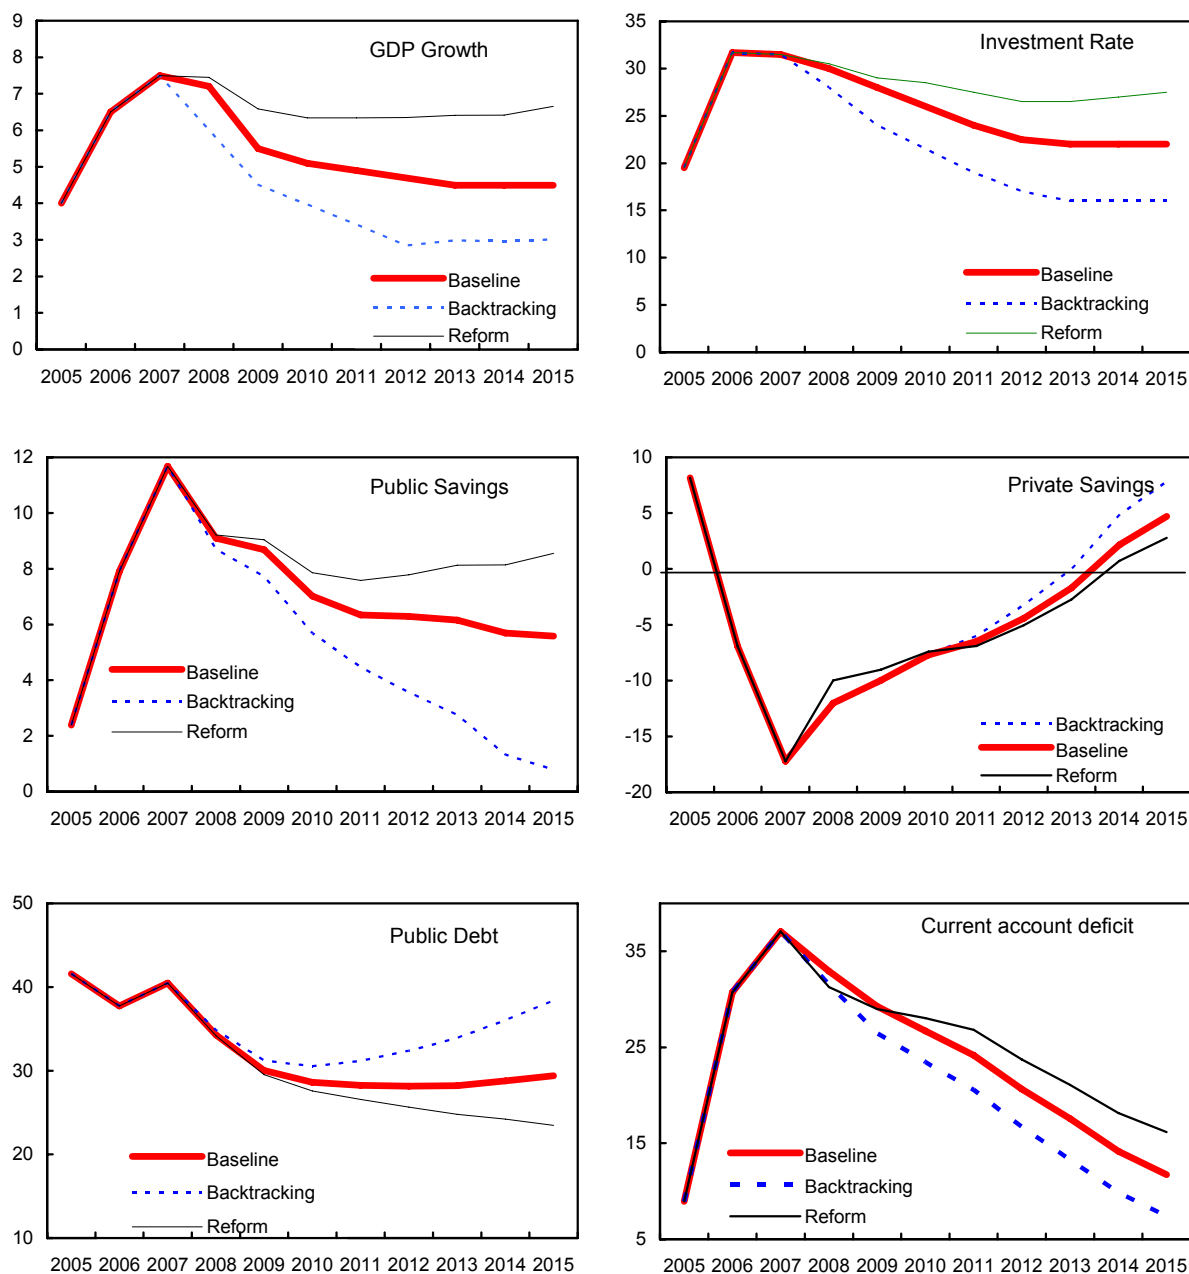 GDP Growth
9
8
7
6
5
4
3
2
1
0
Baseline
Backtracking
Reform
2005 2006 2007 2008 2009 2010 2011 2012 2013 2014 2015
Investment Rate
35
30
25
20
15
10
5
0
Baseline
Backtracking
Reform
2005 2006 2007 2008 2009 2010 2011 2012 2013 2014 2015
Public Savings
12
10
8
6
4
2
0
Baseline
Backtracking
Reform
2005 2006 2007 2008 2009 2010 2011 2012 2013 2014 2015
Private Savings
10
5
0
-5
-10
-15
-20
Backtracking
Baseline
Reform
2005 2006 2007 2008 2009 2010 2011 2012 2013 2014 2015
Public Debt
50
40
30
20
10
Baseline
Backtracking
Reform
2005 2006 2007 2008 2009 2010 2011 2012 2013 2014 2015
Current account deficit
35
25
15
5
Baseline
Backtracking
Reform
2005 2006 2007 2008 2009 2010 2011 2012 2013 2014 2015